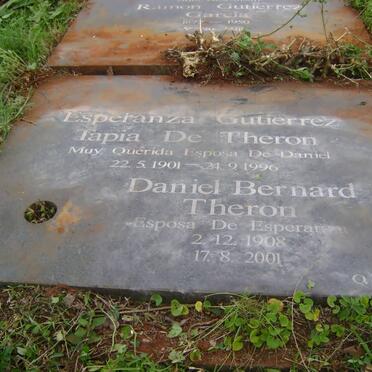 Ramon Gutierrez
Garcia
Esperanza Gutierrez
Tapia De Theron
Muy Querida Esposa De Daniel
22.5.1901 – 24.9.1996
Daniel Bernard
Theron
Esposa De Esperanza
2.12.1908
17.8.2001
Q